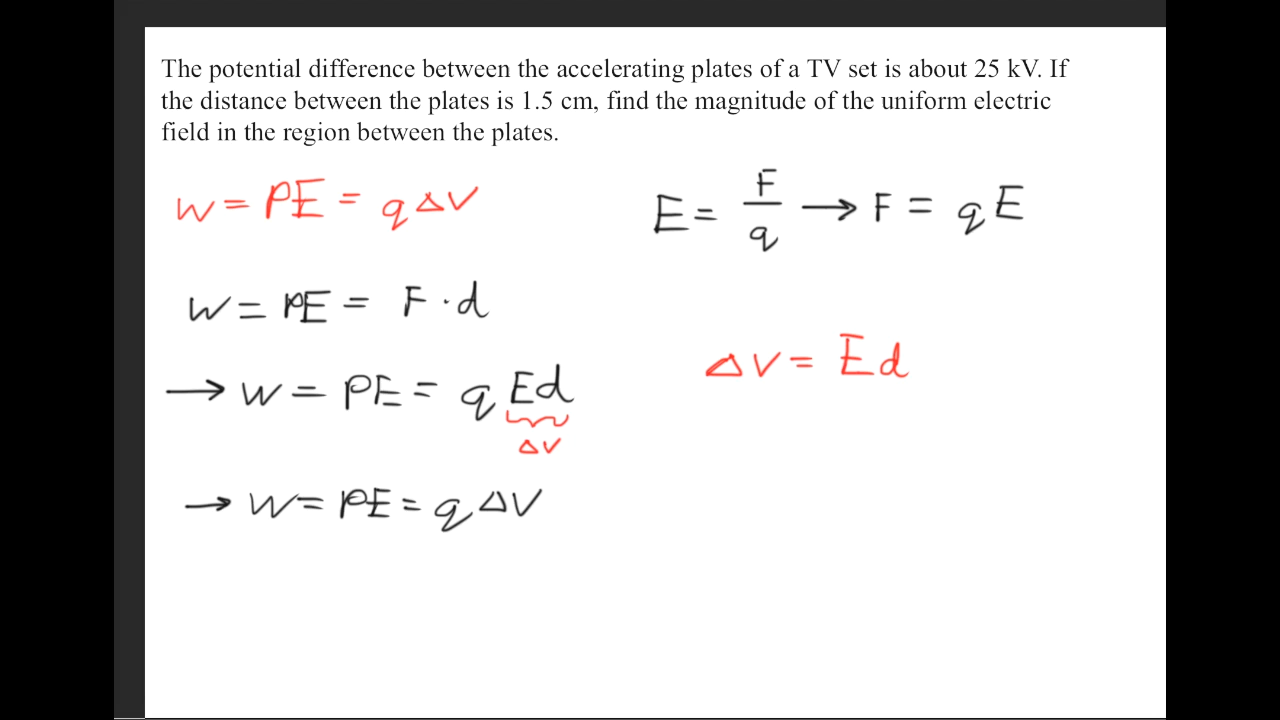 The potential difference between the accelerating plates of a TV set is about 25 kV. If
the distance between the plates is 1.5 cm, find the magnitude of the uniform electric
field in the region between the plates.
W = PE = qΔV
E = F/q → F = qE
W = PE = F · d
ΔV = Ed
→ W = PE = qEd
ΔV
→ W = PE = qΔV